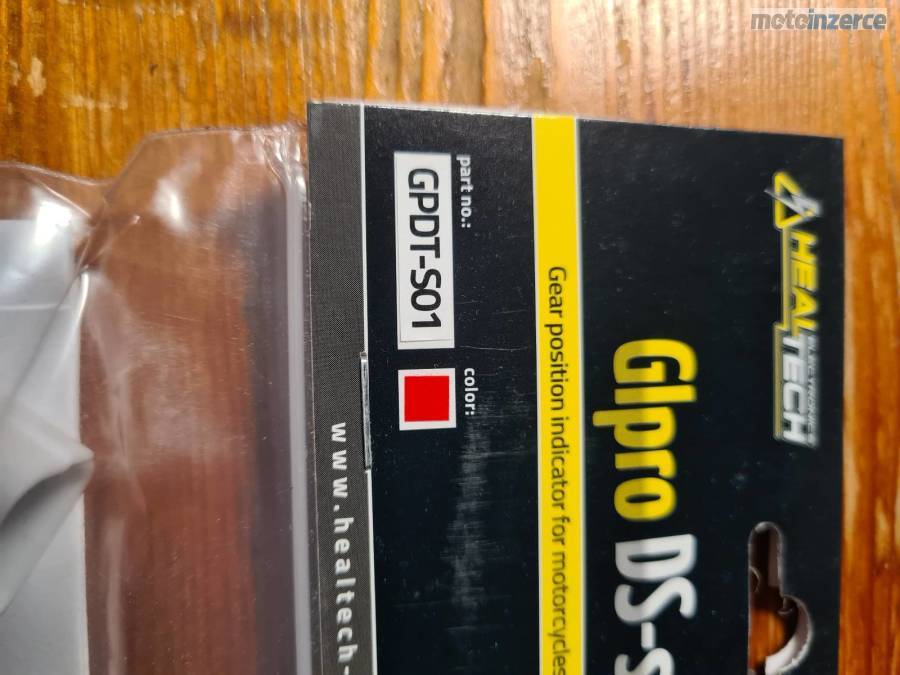 motoinzerce
HEALTECH
ELECTRONICS
GIpro DS-s
Gear position indicator for motorcycles
part no.:
GPDT-S01
color:
www.healtech-